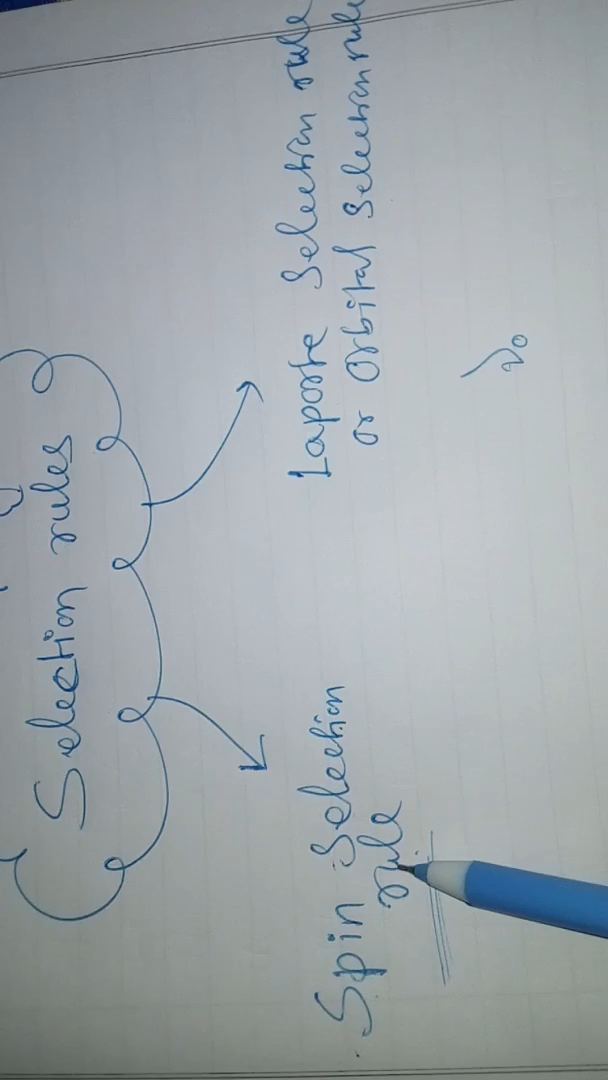 Selection rules
Spin Selection
rule
Laporte Selection rule
or Orbital Selection rule